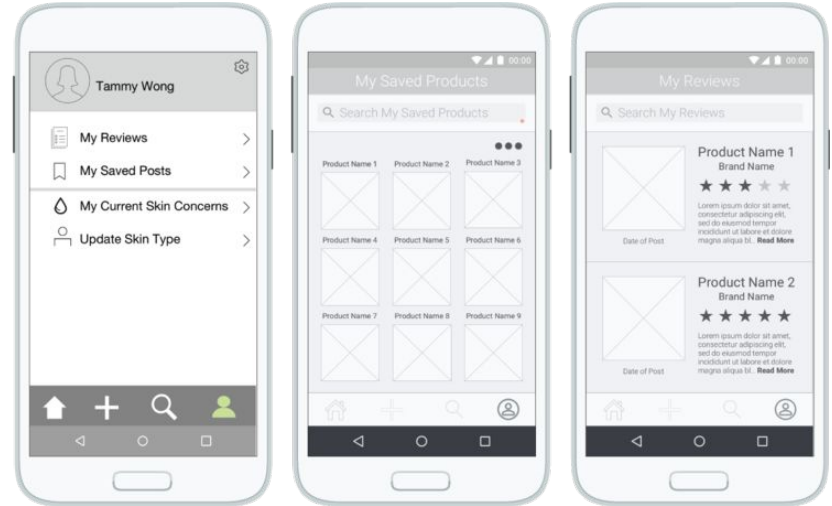 Tammy Wong
My Reviews
My Saved Posts
My Current Skin Concerns
Update Skin Type
00:00
My Saved Products
Search My Saved Products
Product Name 1 Product Name 2 Product Name 3
Product Name 4 Product Name 5 Product Name 6
Product Name 7 Product Name 8 Product Name 9
00:00
My Reviews
Search My Reviews
Product Name 1
Brand Name
Lorem ipsum dolor sit amet,
consectetur adipiscing elit,
sed do eiusmod tempor
incididunt ut labore et dolore
magna aliqua bl.. Read More
Date of Post
Product Name 2
Brand Name
Lorem ipsum dolor sit amet,
consectetur adipiscing elit,
sed do eiusmod tempor
incididunt ut labore et dolore
magna aliqua bl.. Read More
Date of Post